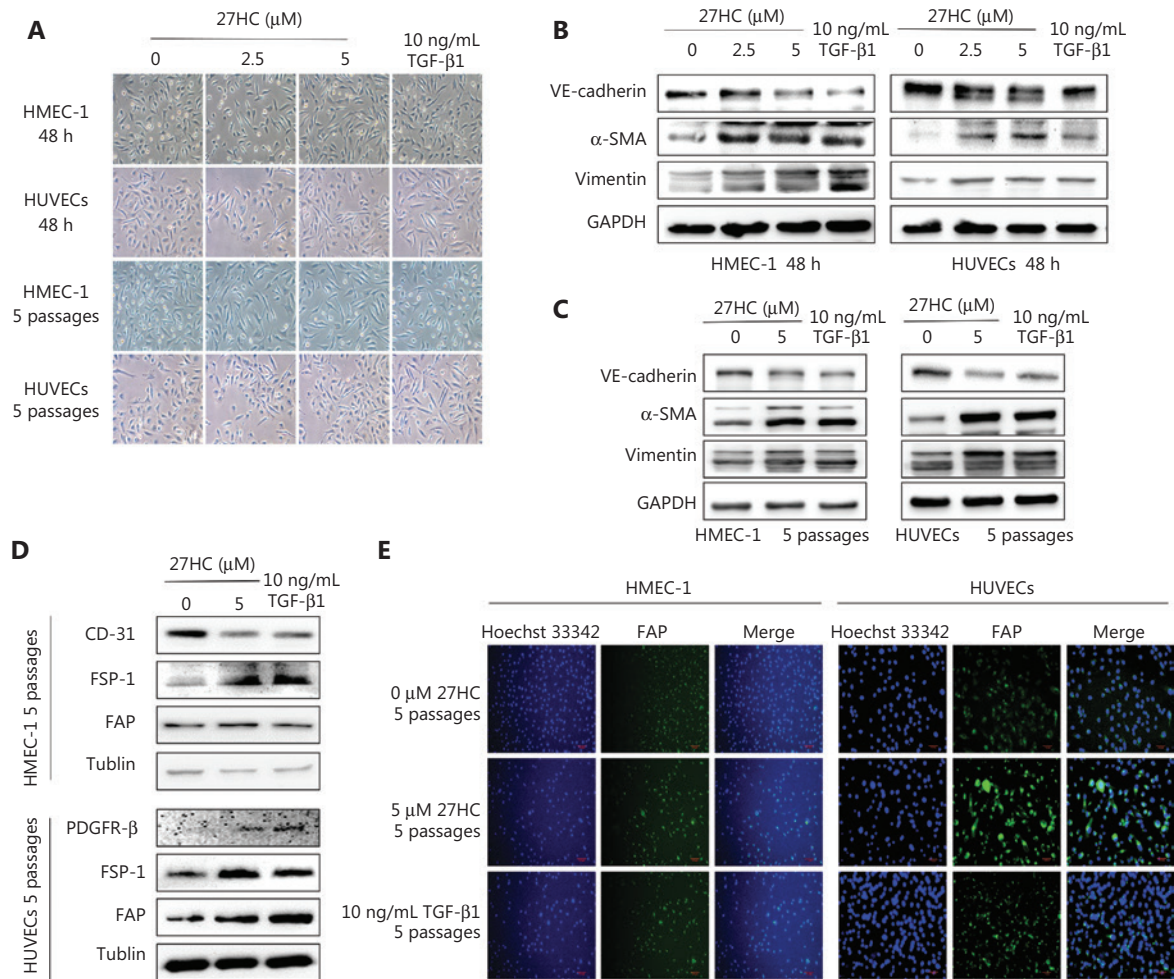 A
27HC (μM)
0 2.5 5 10 ng/mL TGF-β1
HMEC-1
48 h
HUVECs
48 h
HMEC-1
5 passages
HUVECs
5 passages
B
27HC (μM) 10 ng/mL TGF-β1 27HC (μM) 10 ng/mL TGF-β1
0 2.5 5 0 2.5 5
VE-cadherin
α-SMA
Vimentin
GAPDH
HMEC-1 48 h HUVECs 48 h
C
27HC (μM) 10 ng/mL TGF-β1 27HC (μM) 10 ng/mL TGF-β1
0 5 0 5
VE-cadherin
α-SMA
Vimentin
GAPDH
HMEC-1 5 passages HUVECs 5 passages
D
27HC (μM) 10 ng/mL TGF-β1
0 5
HMEC-1 5 passages
CD-31
FSP-1
FAP
Tublin
HUVECs 5 passages
PDGFR-β
FSP-1
FAP
Tublin
E
HMEC-1 HUVECs
Hoechst 33342 FAP Merge Hoechst 33342 FAP Merge
0 μM 27HC
5 passages
5 μM 27HC
5 passages
10 ng/mL TGF-β1
5 passages